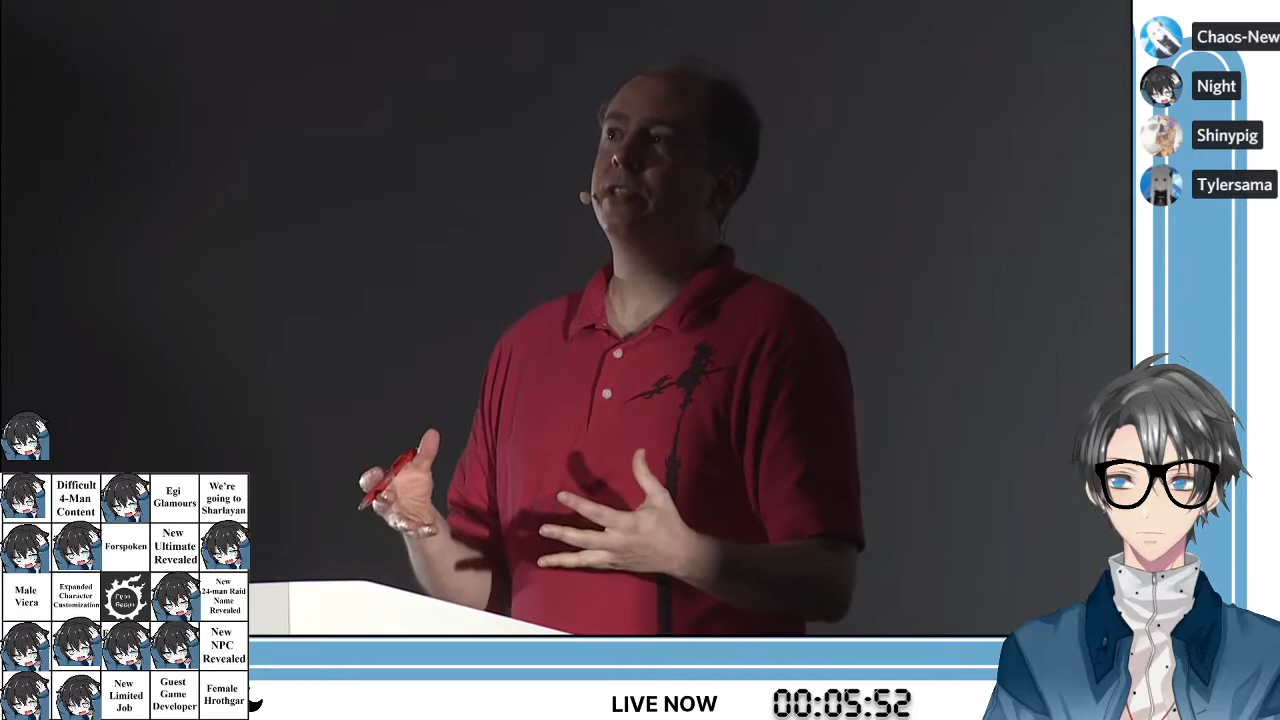 Chaos-New
Night
Shinypig
Tylersama
Difficult
4-Man
Content
Egi
Glamours
We're
going to
Sharlayan
Forspoken
New
Ultimate
Revealed
Male
Viera
Expanded
Character
Customization
New
24-man Raid
Name
Revealed
New
NPC
Revealed
New
Limited
Job
Guest
Game
Developer
Female
Hrothgar
LIVE NOW
00:05:52